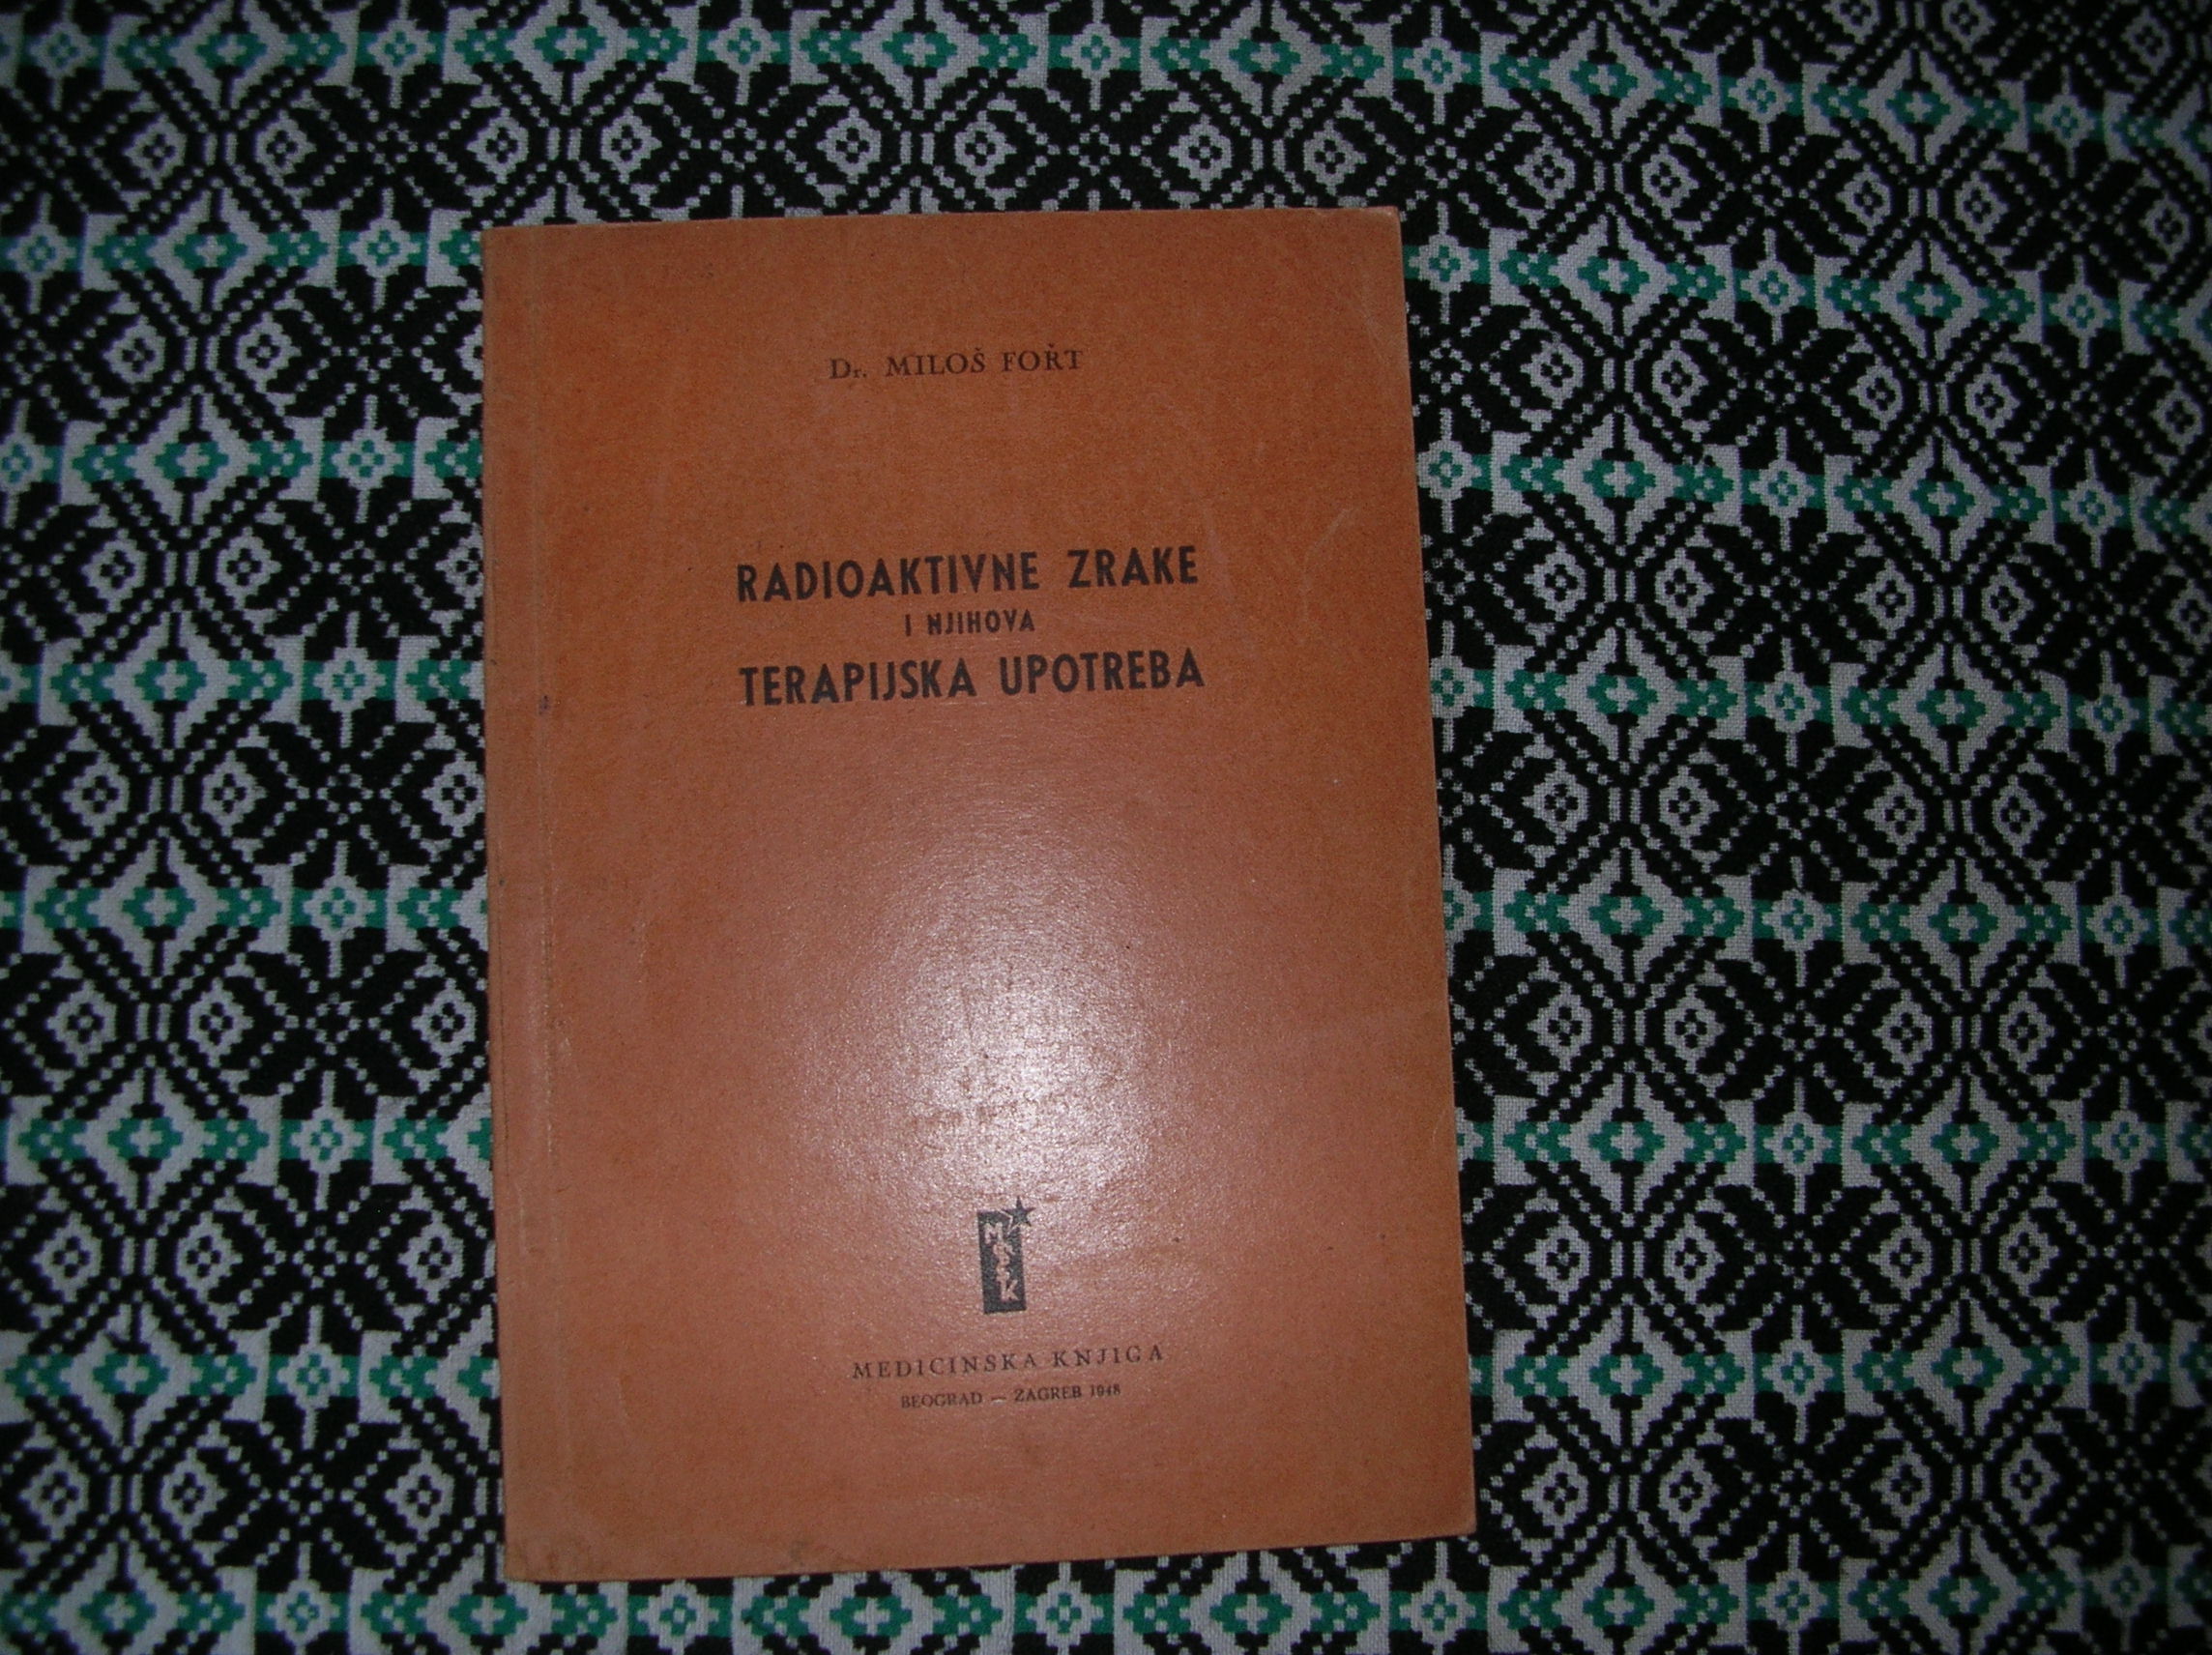 Dr. MILOŠ FOŘT
RADIOAKTIVNE ZRAKE
I NJIHOVA
TERAPIJSKA UPOTREBA
MEDICINSKA KNJIGA
BEOGRAD — ZAGREB 1948